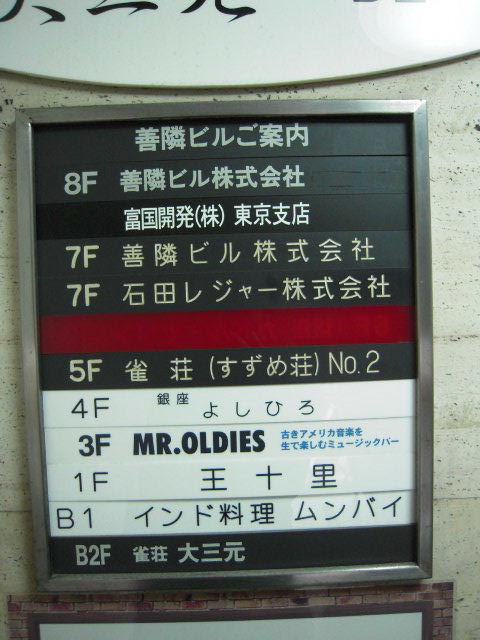 善隣ビルご案内
8F 善隣ビル株式会社
富国開発(株) 東京支店
7F 善隣ビル株式会社
7F 石田レジャー株式会社
5F 雀荘(すずめ荘)No.2
4F 銀座 よしひろ
3F MR.OLDIES 古きアメリカ音楽を
生で楽しむミュージックバー
1F 王十里
B1 インド料理 ムンバイ
B2F 雀荘 大三元